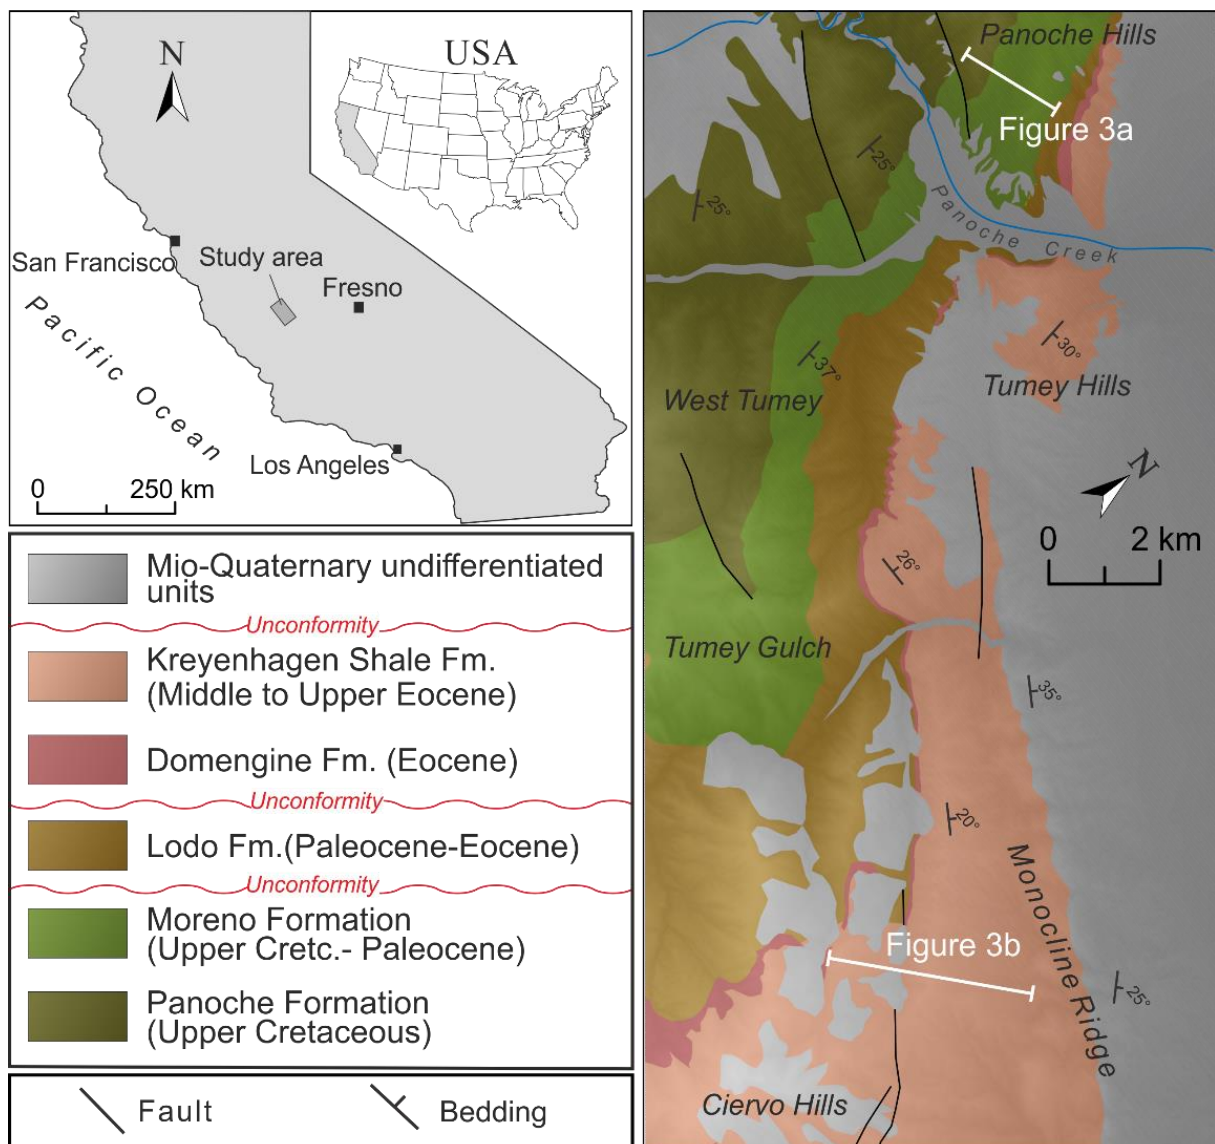 N
USA
San Francisco
Study area
Fresno
Pacific Ocean
Los Angeles
0 250 km
Mio-Quaternary undifferentiated
units
Unconformity
Kreyenhagen Shale Fm.
(Middle to Upper Eocene)
Domengine Fm. (Eocene)
Unconformity
Lodo Fm.(Paleocene-Eocene)
Unconformity
Moreno Formation
(Upper Cretc.- Paleocene)
Panoche Formation
(Upper Cretaceous)
Fault
Bedding
Panoche Hills
Figure 3a
25°
25°
Panoche Creek
30°
37°
West Tumey
Tumey Hills
N
0 2 km
26°
Tumey Gulch
35°
20°
Monocline Ridge
Figure 3b
25°
Ciervo Hills